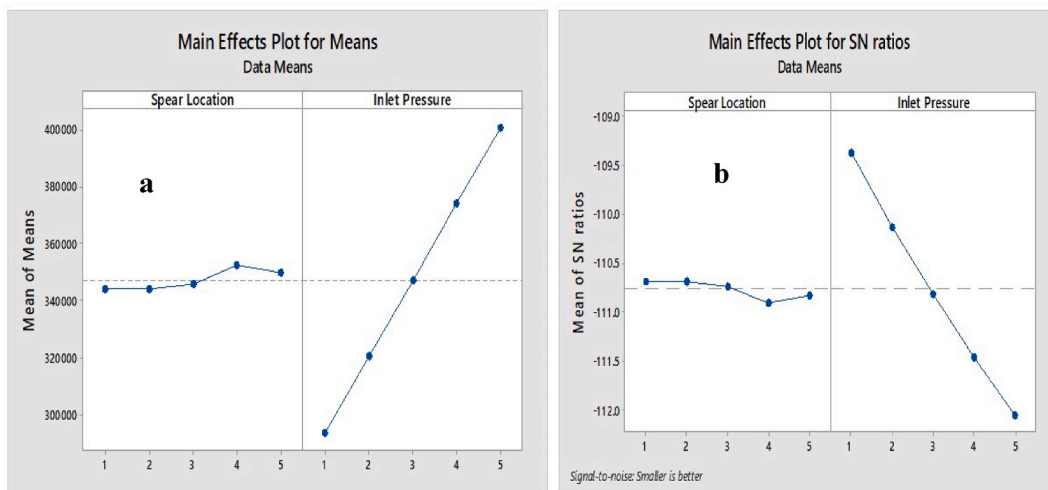 Main Effects Plot for Means
Data Means
Spear Location Inlet Pressure
400000
380000
360000
340000
320000
300000
Mean of Means
a
1 2 3 4 5 1 2 3 4 5
Main Effects Plot for SN ratios
Data Means
Spear Location Inlet Pressure
-109.0
-109.5
-110.0
-110.5
-111.0
-111.5
-112.0
Mean of SN ratios
b
1 2 3 4 5 1 2 3 4 5
Signal-to-noise: Smaller is better